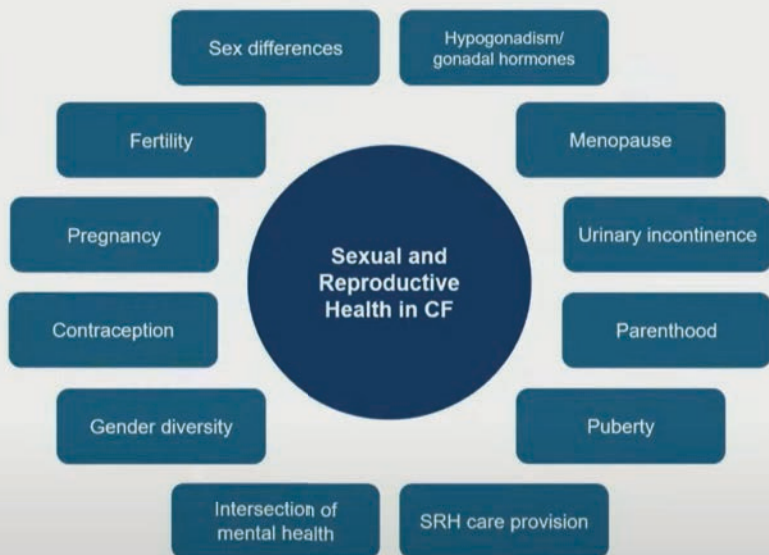 Sex differences
Hypogonadism/
gonadal hormones
Fertility
Menopause
Pregnancy
Urinary incontinence
Sexual and
Reproductive
Health in CF
Contraception
Parenthood
Gender diversity
Puberty
Intersection of
mental health
SRH care provision